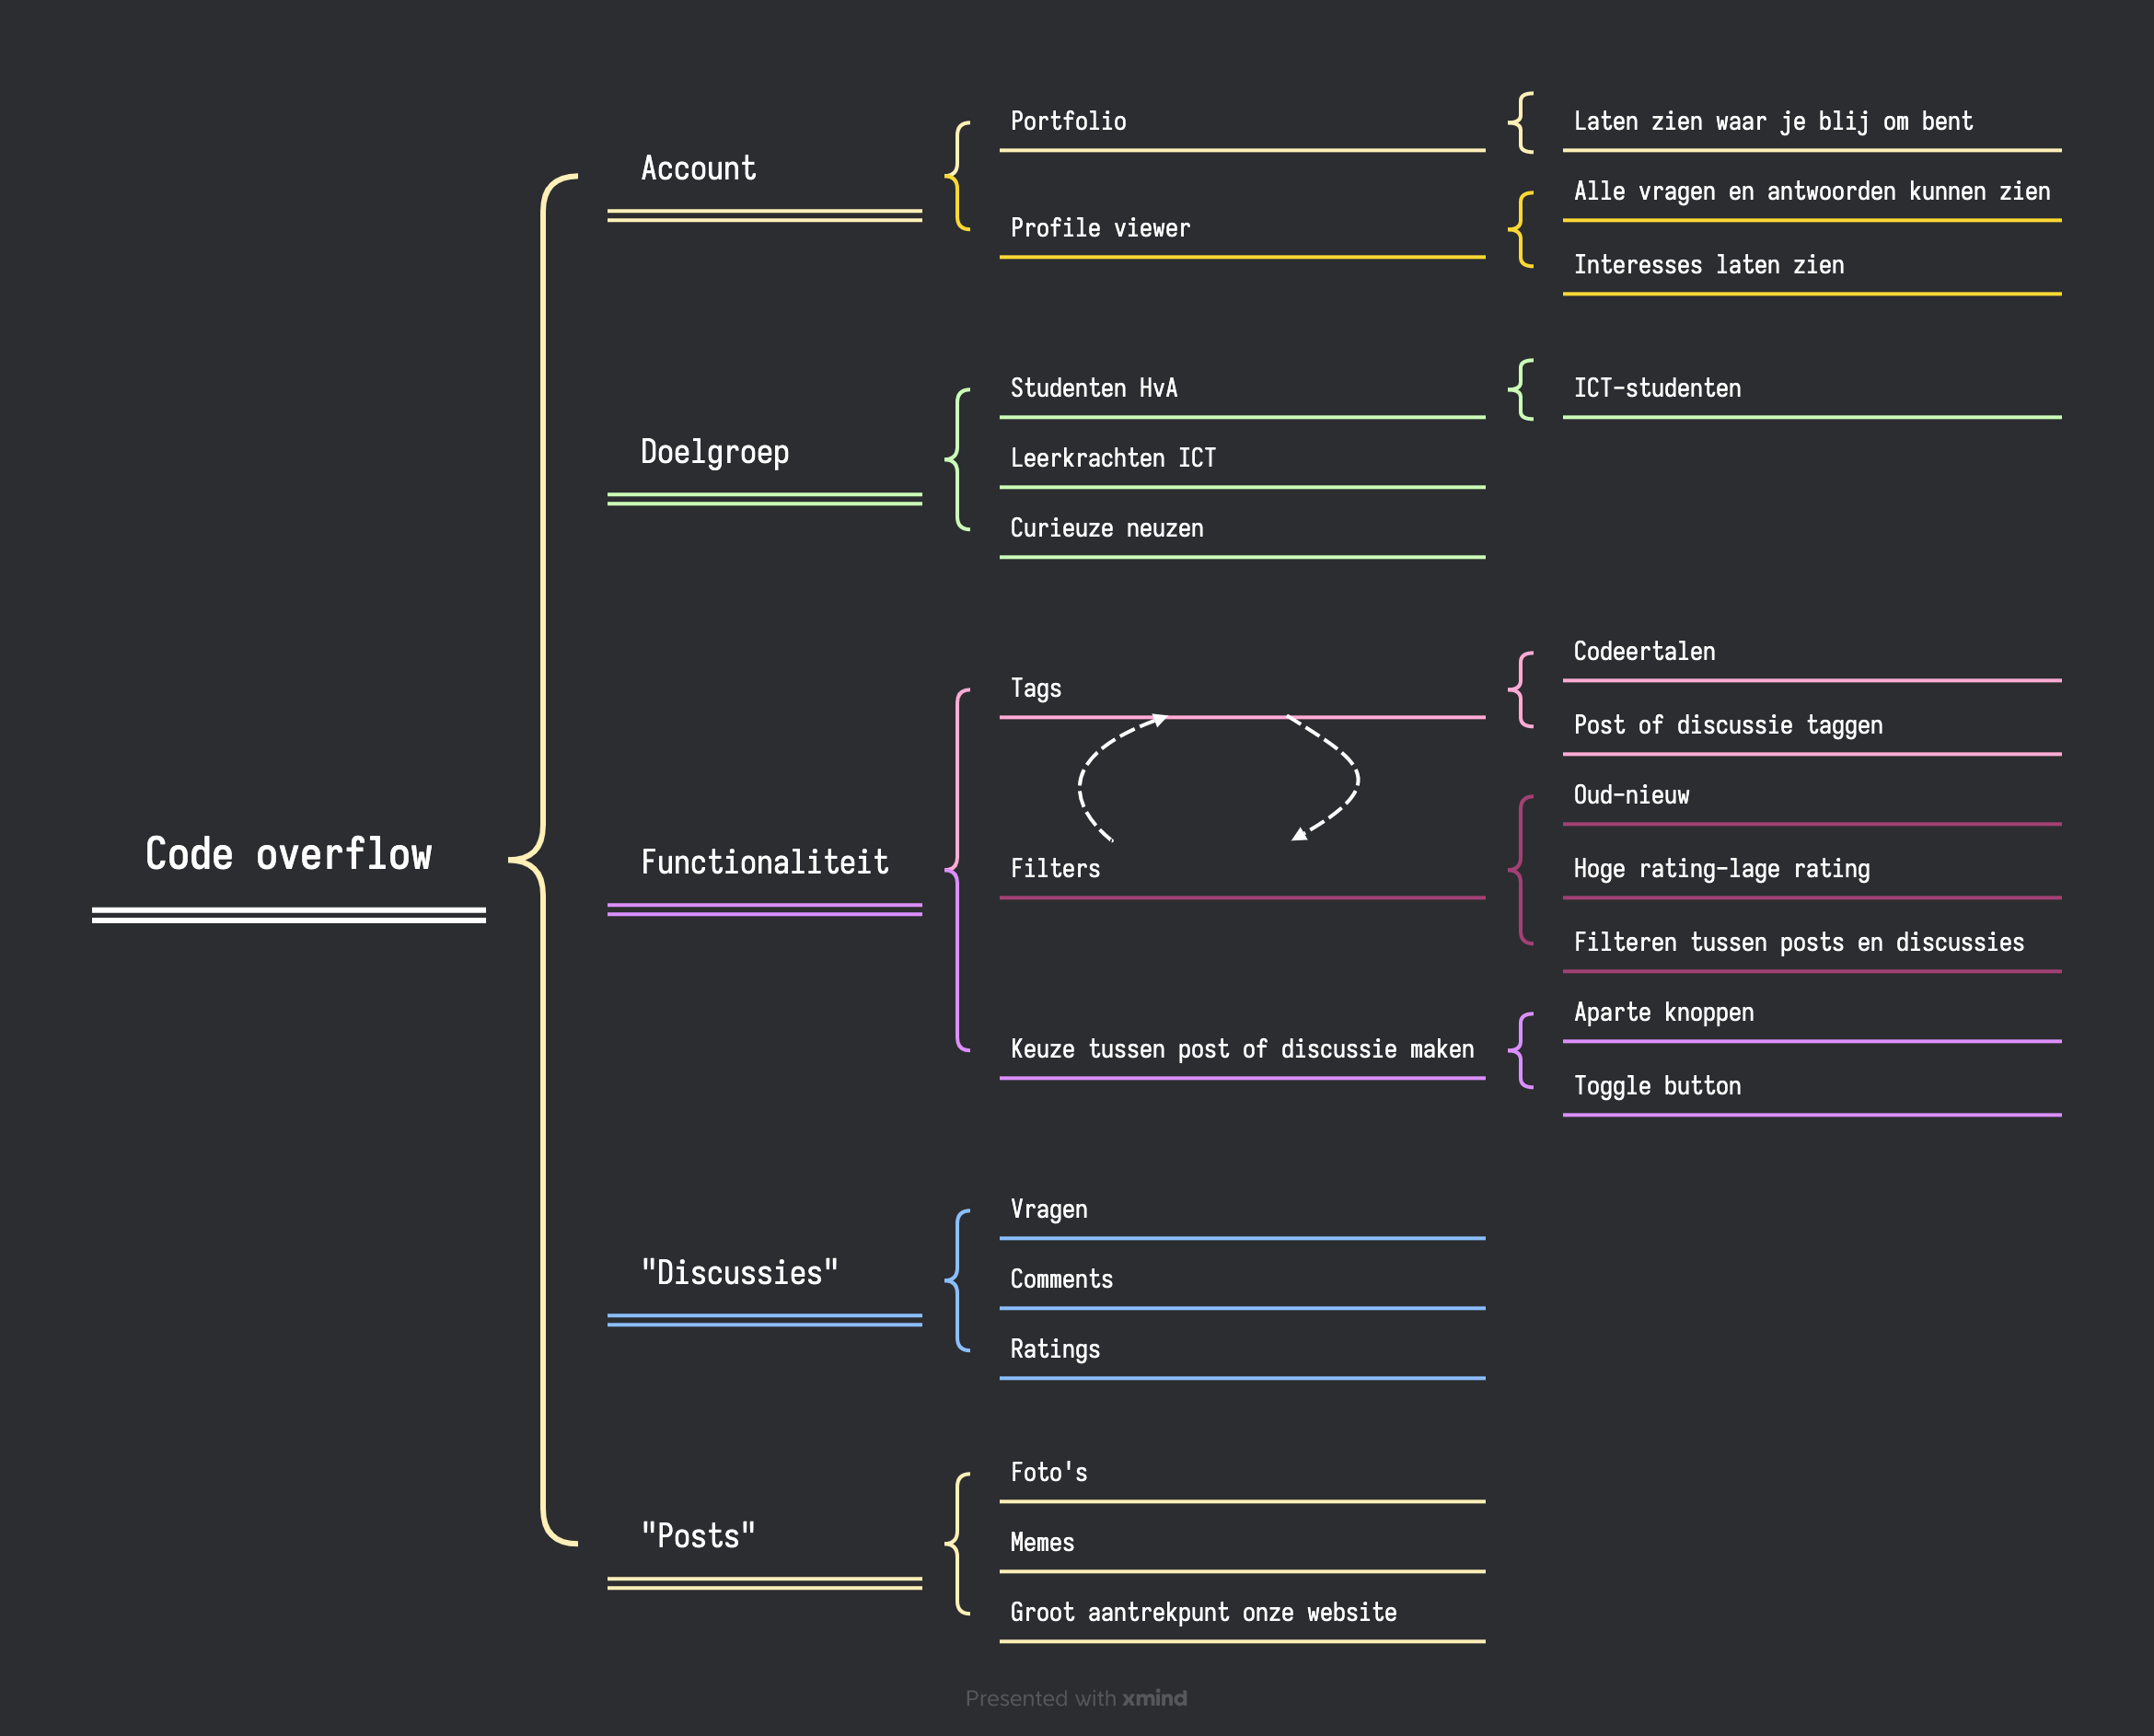 Code overflow
Account
Portfolio
Laten zien waar je blij om bent
Profile viewer
Alle vragen en antwoorden kunnen zien
Interesses laten zien
Doelgroep
Studenten HvA
ICT-studenten
Leerkrachten ICT
Curieuze neuzen
Functionaliteit
Tags
Codeertalen
Post of discussie taggen
Filters
Oud-nieuw
Hoge rating-lage rating
Filteren tussen posts en discussies
Keuze tussen post of discussie maken
Aparte knoppen
Toggle button
"Discussies"
Vragen
Comments
Ratings
"Posts"
Foto's
Memes
Groot aantrekpunt onze website
Presented with xmind